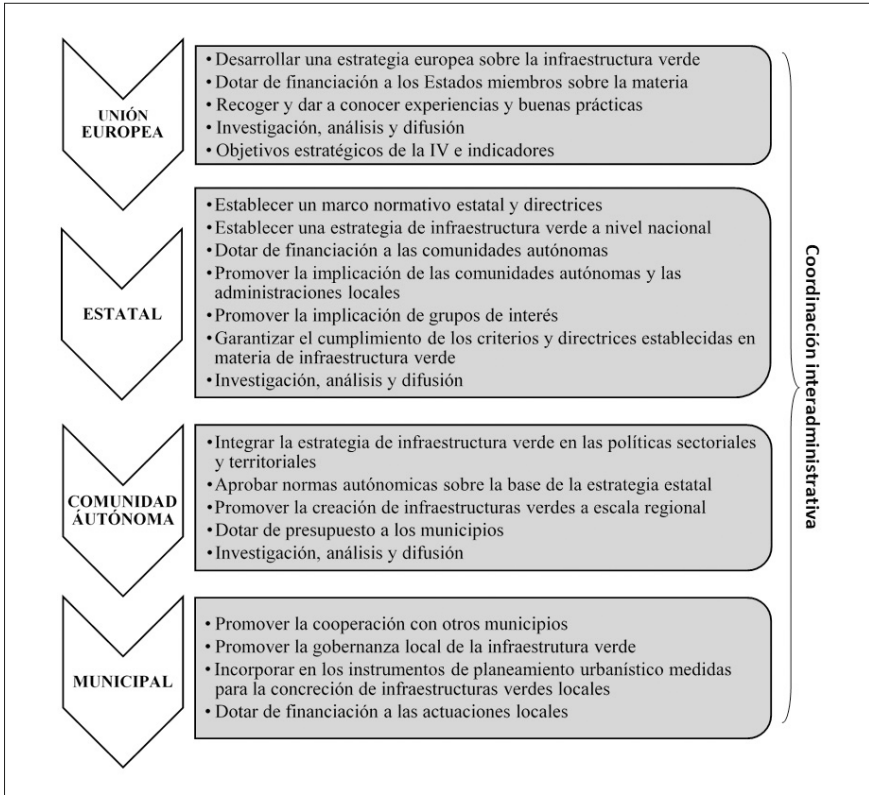 UNIÓN
EUROPEA
•Desarrollar una estrategia europea sobre la infraestructura verde
•Dotar de financiación a los Estados miembros sobre la materia
•Recoger y dar a conocer experiencias y buenas prácticas
•Investigación, análisis y difusión
•Objetivos estratégicos de la IV e indicadores
ESTATAL
•Establecer un marco normativo estatal y directrices
•Establecer una estrategia de infraestructura verde a nivel nacional
•Dotar de financiación a las comunidades autónomas
•Promover la implicación de las comunidades autónomas y las
administraciones locales
•Promover la implicación de grupos de interés
•Garantizar el cumplimiento de los criterios y directrices establecidas en
materia de infraestructura verde
•Investigación, análisis y difusión
COMUNIDAD
ÁUTÓNOMA
•Integrar la estrategia de infraestructura verde en las políticas sectoriales
y territoriales
•Aprobar normas autónomicas sobre la base de la estrategia estatal
•Promover la creación de infraestructuras verdes a escala regional
•Dotar de presupuesto a los municipios
•Investigación, análisis y difusión
MUNICIPAL
•Promover la cooperación con otros municipios
•Promover la gobernanza local de la infraestrutura verde
•Incorporar en los instrumentos de planeamiento urbanístico medidas
para la concreción de infraestructuras verdes locales
•Dotar de financiación a las actuaciones locales
Coordinación interadministrativa